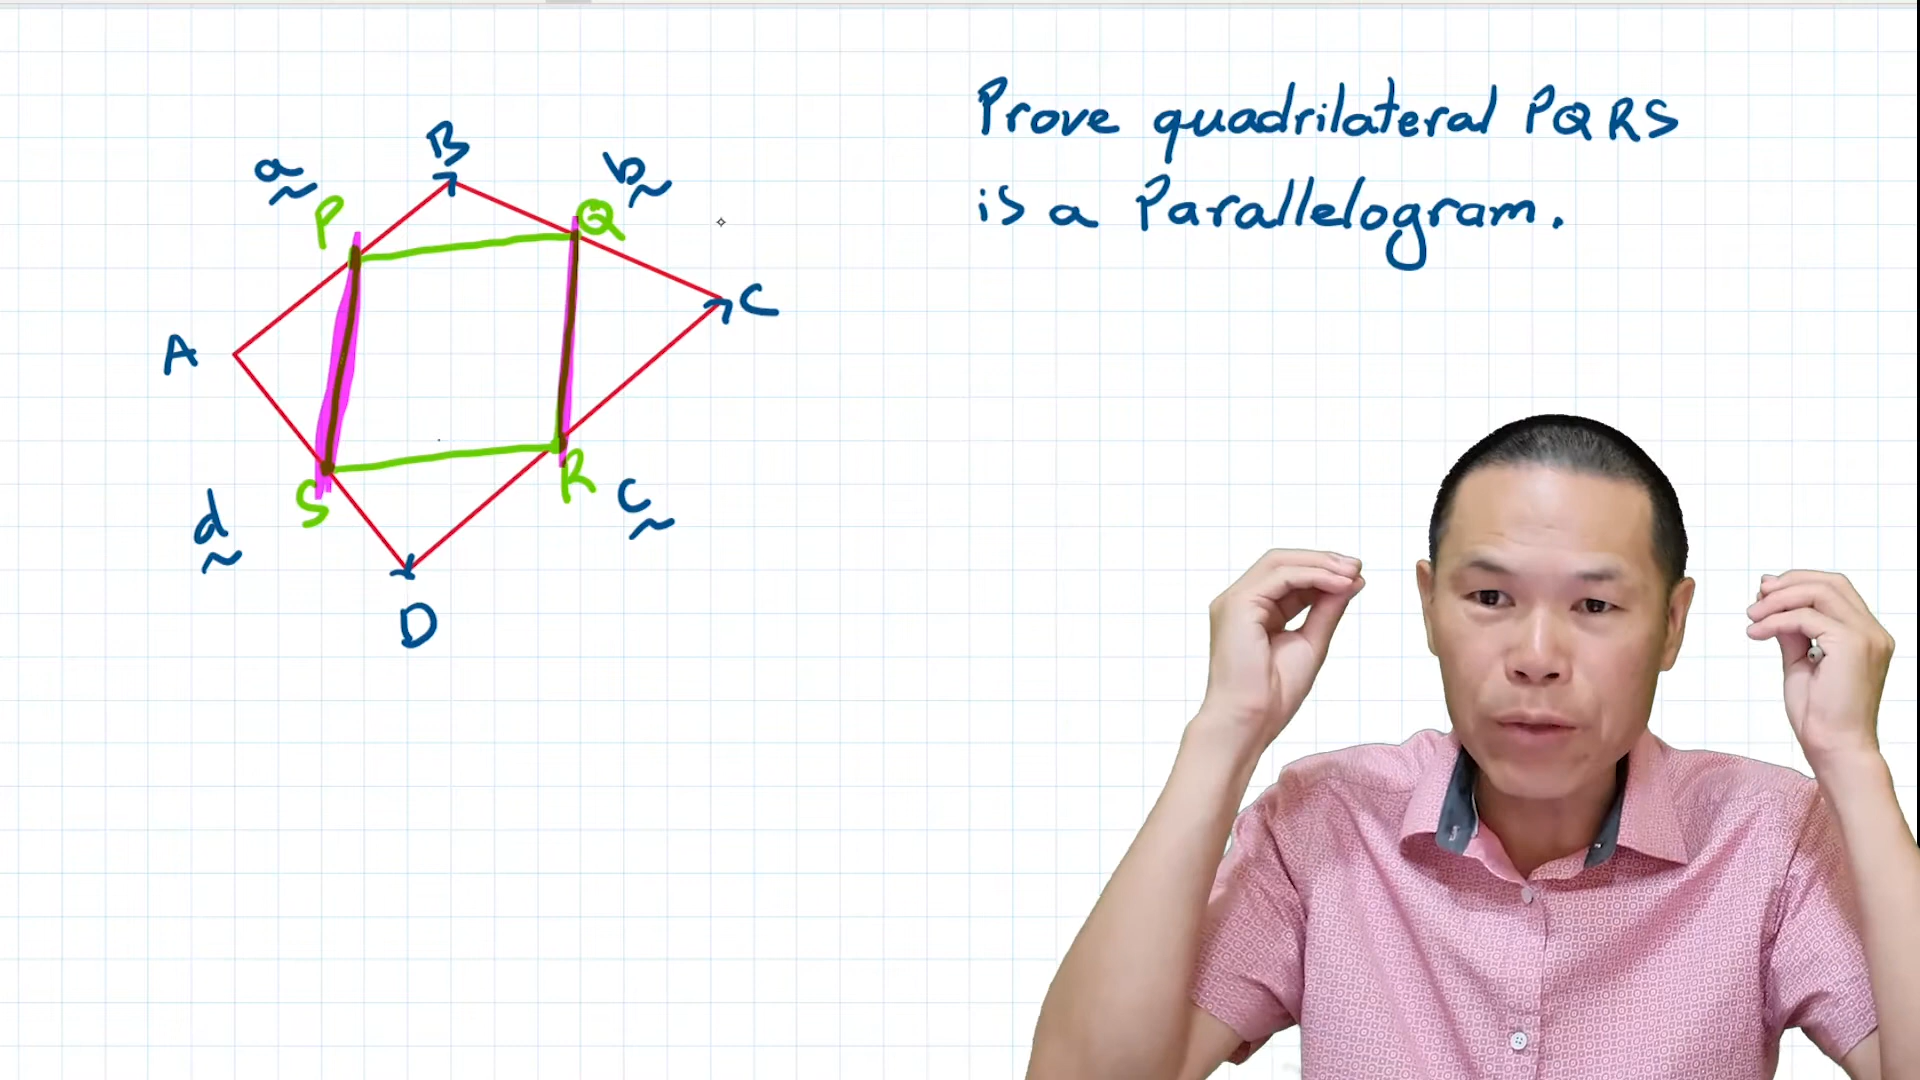 Prove quadrilateral PQRS
is a Parallelogram.
B
a
b
P
Q
C
A
S
R
c
d
D